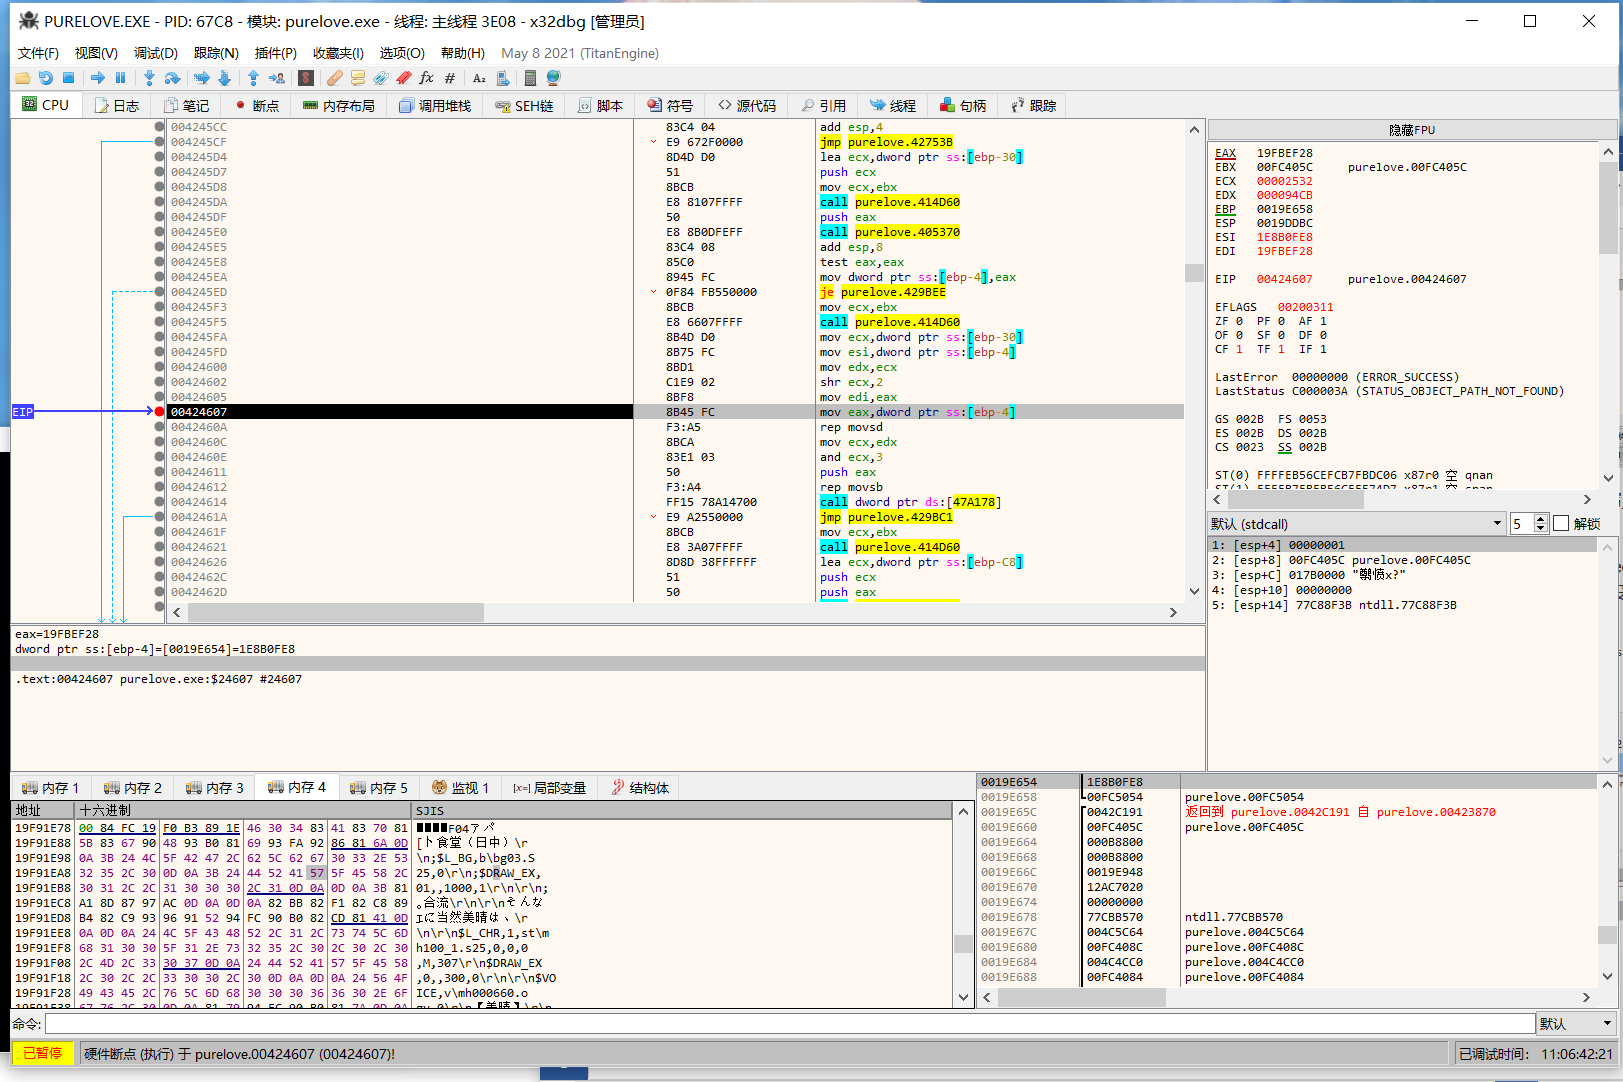 PURELOVE.EXE - PID: 67C8 - 模块: purelove.exe - 线程: 主线程 3E08 - x32dbg [管理员]
文件(F) 视图(V) 调试(D) 跟踪(N) 插件(P) 收藏夹(I) 选项(O) 帮助(H) May 8 2021 (TitanEngine)
CPU 日志 笔记 断点 内存布局 调用堆栈 SEH链 脚本 符号 源代码 引用 线程 句柄 跟踪
004245CC 83C4 04 add esp,4
004245CF E9 672F0000 jmp purelove.42753B
004245D4 8D4D D0 lea ecx,dword ptr ss:[ebp-30]
004245D7 51 push ecx
004245D8 8BCB mov ecx,ebx
004245DA E8 8107FFFF call purelove.414D60
004245DF 50 push eax
004245E0 E8 8B0DFEFF call purelove.405370
004245E5 83C4 08 add esp,8
004245E8 85C0 test eax,eax
004245EA 8945 FC mov dword ptr ss:[ebp-4],eax
004245ED 0F84 FB550000 je purelove.429BEE
004245F3 8BCB mov ecx,ebx
004245F5 E8 6607FFFF call purelove.414D60
004245FA 8B4D D0 mov ecx,dword ptr ss:[ebp-30]
004245FD 8B75 FC mov esi,dword ptr ss:[ebp-4]
00424600 8BD1 mov edx,ecx
00424602 C1E9 02 shr ecx,2
00424605 8BF8 mov edi,eax
EIP 00424607 8B45 FC mov eax,dword ptr ss:[ebp-4]
0042460A F3:A5 rep movsd
0042460C 8BCA mov ecx,edx
0042460E 83E1 03 and ecx,3
00424611 50 push eax
00424612 F3:A4 rep movsb
00424614 FF15 78A14700 call dword ptr ds:[47A178]
0042461A E9 A2550000 jmp purelove.429BC1
0042461F 8BCB mov ecx,ebx
00424621 E8 3A07FFFF call purelove.414D60
00424626 8D8D 38FFFFFF lea ecx,dword ptr ss:[ebp-C8]
0042462C 51 push ecx
0042462D 50 push eax
隐藏FPU
EAX 19FBEF28
EBX 00FC405C purelove.00FC405C
ECX 00002532
EDX 000094CB
EBP 0019E658
ESP 0019DDBC
ESI 1E8B0FE8
EDI 19FBEF28
EIP 00424607 purelove.00424607
EFLAGS 00200311
ZF 0 PF 0 AF 1
OF 0 SF 0 DF 0
CF 1 TF 1 IF 1
LastError 00000000 (ERROR_SUCCESS)
LastStatus C000003A (STATUS_OBJECT_PATH_NOT_FOUND)
GS 002B FS 0053
ES 002B DS 002B
CS 0023 SS 002B
ST(0) FFFFEB56CEFCB7FBDC06 x87r0 空 qnan
默认 (stdcall) 5 解锁
1: [esp+4] 00000001
2: [esp+8] 00FC405C purelove.00FC405C
3: [esp+C] 017B0000
4: [esp+10] 00000000
5: [esp+14] 77C88F3B ntdll.77C88F3B
eax=19FBEF28
dword ptr ss:[ebp-4]=[0019E654]=1E8B0FE8
.text:00424607 purelove.exe:$24607 #24607
内存 1 内存 2 内存 3 内存 4 内存 5 监视 1 [x=] 局部变量 结构体
地址 十六进制 SJIS
19F91E78 00 84 FC 19 F0 B3 89 1E 46 30 34 83 41 83 70 81 ■■■■F04アパ
19F91E88 5B 83 67 90 48 93 B0 81 69 93 FA 92 86 81 6A 0D [ト食堂（日中）\r
19F91E98 0A 3B 24 4C 5F 42 47 2C 62 5C 62 67 30 33 2E 53 \n;$L_BG,b\bg03.S
19F91EA8 32 35 2C 30 0D 0A 3B 24 44 52 41 57 5F 45 58 2C 25,0\r\n;$DRAW_EX,
19F91EB8 30 31 2C 2C 31 30 30 30 2C 31 0D 0A 0D 0A 3B 81 01,,1000,1\r\n\r\n;
19F91EC8 A1 8D 87 97 AC 0D 0A 0D 0A 82 BB 82 F1 82 C8 89 。合流\r\n\r\nそんな
19F91ED8 B4 82 C9 93 96 91 52 94 FC 90 B0 82 CD 81 41 0D Iに当然美晴は、\r
19F91EE8 0A 0D 0A 24 4C 5F 43 48 52 2C 31 2C 73 74 5C 6D \n\r\n$L_CHR,1,st\m
19F91EF8 68 31 30 30 5F 31 2E 73 32 35 2C 30 2C 30 2C 30 h100_1.s25,0,0,0
19F91F08 2C 4D 2C 33 30 37 0D 0A 24 44 52 41 57 5F 45 58 ,M,307\r\n$DRAW_EX
19F91F18 2C 30 2C 2C 33 30 30 2C 30 0D 0A 0D 0A 24 56 4F ,0,,300,0\r\n\r\n$VO
19F91F28 49 43 45 2C 76 5C 6D 68 30 30 30 36 36 30 2E 6F ICE,v\mh000660.o
0019E654 1E8B0FE8
0019E658 00FC5054 purelove.00FC5054
0019E65C 0042C191 返回到 purelove.0042C191 自 purelove.00423870
0019E660 00FC405C purelove.00FC405C
0019E664 000B8800
0019E668 000B8800
0019E66C 0019E948
0019E670 12AC7020
0019E674 00000000
0019E678 77CBB570 ntdll.77CBB570
0019E67C 004C5C64 purelove.004C5C64
0019E680 00FC408C purelove.00FC408C
0019E684 004C4CC0 purelove.004C4CC0
0019E688 00FC4084 purelove.00FC4084
命令: 默认
已暂停 硬件断点 (执行) 于 purelove.00424607 (00424607)! 已调试时间: 11:06:42:21